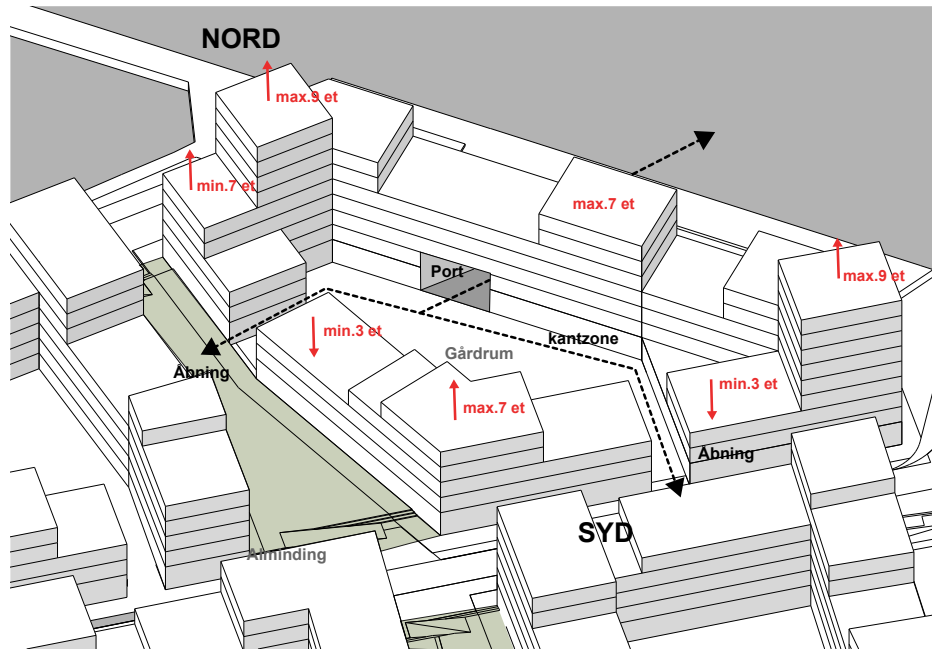 NORD
max.9 et
min.7 et
max.7 et
Port
max.9 et
min.3 et
kantzone
Gårdrum
Åbning
min.3 et
max.7 et
Åbning
SYD
Alminding